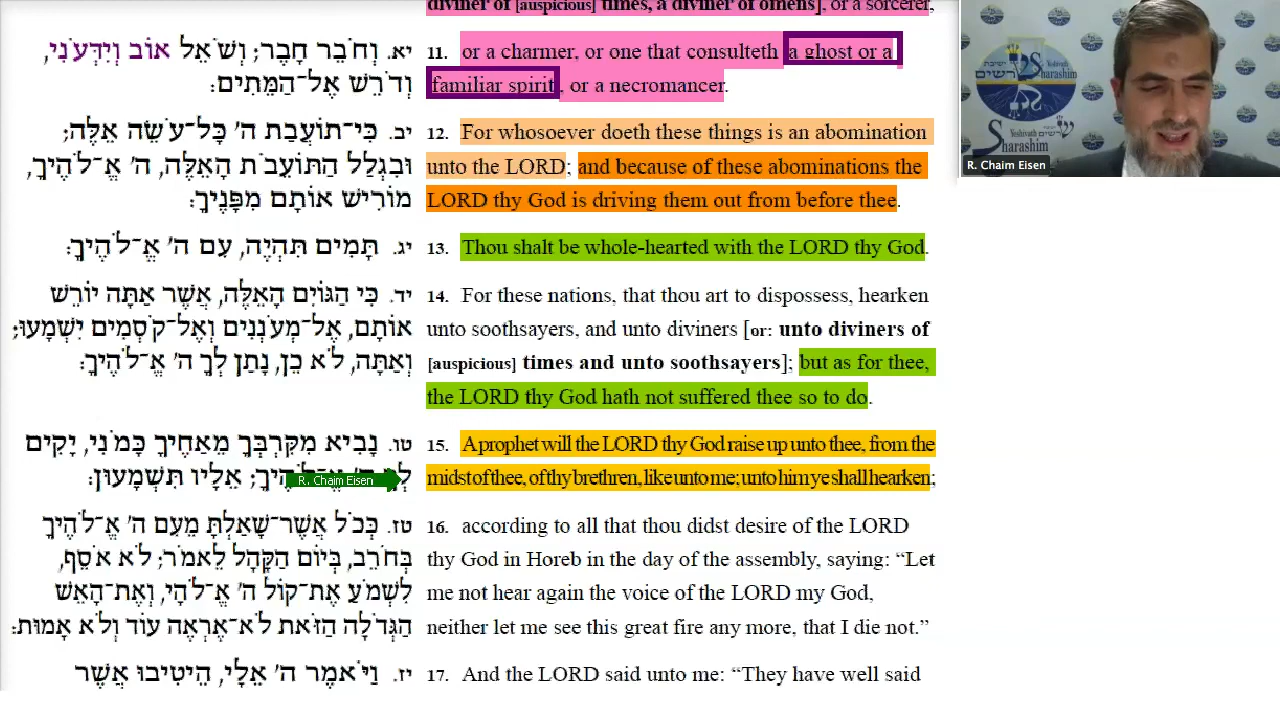 diviner of [auspicious] times, a diviner of omens], or a sorcerer,
יא. וְחֹבֵר חָבֶר; וְשֹׁאֵל אוֹב וְיִדְּעֹנִי,
וְדֹרֵשׁ אֶל־הַמֵּתִים:
11. or a charmer, or one that consulteth a ghost or a
familiar spirit, or a necromancer.
יב. כִּי־תוֹעֲבַת ה' כָּל־עֹשֵׂה אֵלֶּה;
וּבִגְלַל הַתּוֹעֵבֹת הָאֵלֶּה, ה' אֱ־לֹהֶיךָ,
מוֹרִישׁ אוֹתָם מִפָּנֶיךָ:
12. For whosoever doeth these things is an abomination
unto the LORD; and because of these abominations the
LORD thy God is driving them out from before thee.
יג. תָּמִים תִּהְיֶה, עִם ה' אֱ־לֹהֶיךָ:
13. Thou shalt be whole-hearted with the LORD thy God.
יד. כִּי הַגּוֹיִם הָאֵלֶּה, אֲשֶׁר אַתָּה יוֹרֵשׁ
אוֹתָם, אֶל־מְעֹנְנִים וְאֶל־קֹסְמִים יִשְׁמָעוּ;
וְאַתָּה, לֹא כֵן, נָתַן לְךָ ה' אֱ־לֹהֶיךָ:
14. For these nations, that thou art to dispossess, hearken
unto soothsayers, and unto diviners [or: unto diviners of
[auspicious] times and unto soothsayers]; but as for thee,
the LORD thy God hath not suffered thee so to do.
טו. נָבִיא מִקִּרְבְּךָ מֵאַחֶיךָ כָּמֹנִי, יָקִים
ה' אֱ־לֹהֶיךָ; אֵלָיו תִּשְׁמָעוּן:
R. Chaim Eisen
15. A prophet will the LORD thy God raise up unto thee, from the
midst of thee, of thy brethren, like unto me; unto him ye shall hearken;
טז. כְּכֹל אֲשֶׁר־שָׁאַלְתָּ מֵעִם ה' אֱ־לֹהֶיךָ
בְּחֹרֵב, בְּיוֹם הַקָּהָל לֵאמֹר; לֹא אֹסֵף,
לִשְׁמֹעַ אֶת־קוֹל ה' אֱ־לֹהָי, וְאֶת־הָאֵשׁ
הַגְּדֹלָה הַזֹּאת לֹא־אֶרְאֶה עוֹד וְלֹא אָמוּת:
16. according to all that thou didst desire of the LORD
thy God in Horeb in the day of the assembly, saying: “Let
me not hear again the voice of the LORD my God,
neither let me see this great fire any more, that I die not.”
יז. וַיֹּאמֶר ה' אֵלָי, הֵיטִיבוּ אֲשֶׁר
17. And the LORD said unto me: “They have well said
Yeshivath
Sharashim
Yeshivath
Sharashim
R. Chaim Eisen